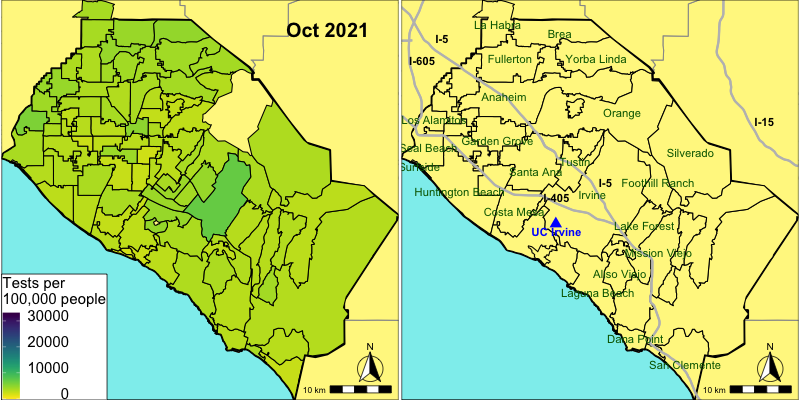 Oct 2021
Tests per
100,000 people
30000
20000
10000
0
N
10 km
La Habra
Brea
I-5
I-605
Fullerton
Yorba Linda
Anaheim
Orange
Los Alamitos
I-15
Garden Grove
Seal Beach
Silverado
Tustin
Sunside
Santa Ana
I-5
Foothill Ranch
Huntington Beach
I-405
Irvine
Costa Mesa
UC Irvine
Lake Forest
Mission Viejo
Aliso Viejo
Laguna Beach
Dana Point
San Clemente
N
10 km